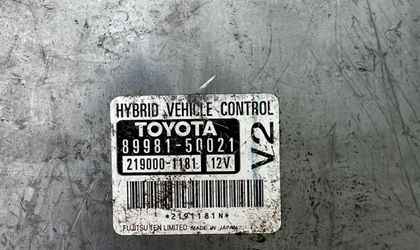 HYBRID VEHICLE CONTROL
TOYOTA
89981-50021
219000-1181 12V
V2
*2191181N*
FUJITSU TEN LIMITED MADE IN JAPAN